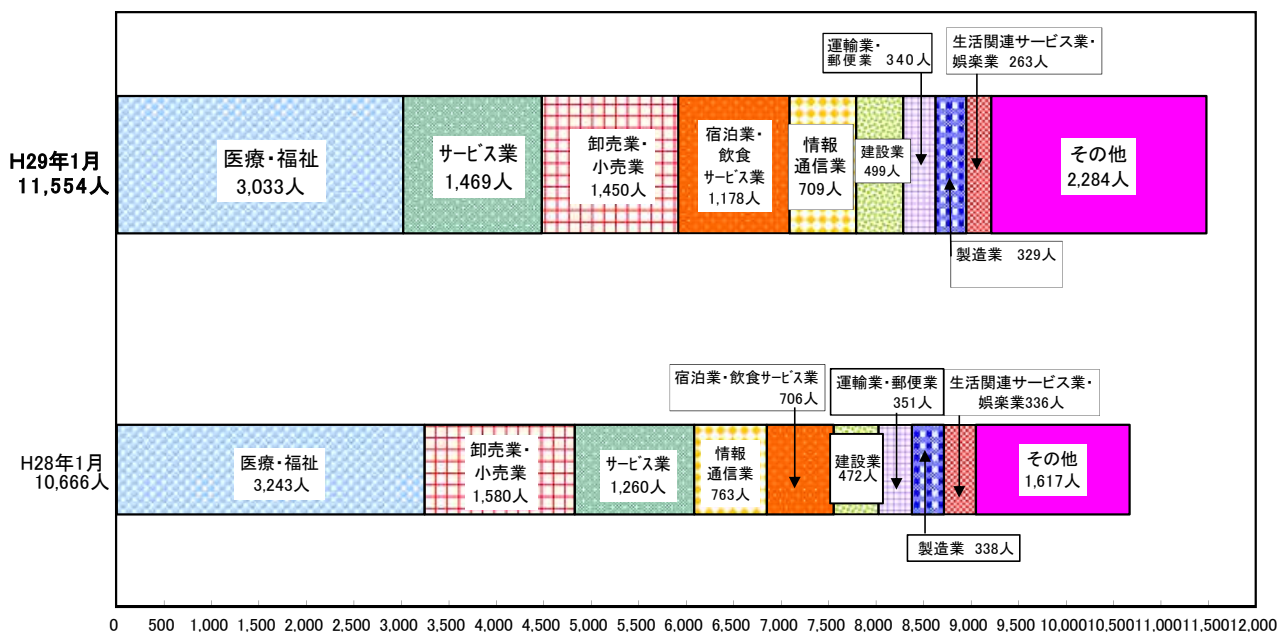 運輸業・
郵便業 340人
生活関連サービス業・
娯楽業 263人
H29年1月
11,554人
医療・福祉
3,033人
サービス業
1,469人
卸売業・
小売業
1,450人
宿泊業・
飲食
サービス業
1,178人
情報
通信業
709人
建設業
499人
その他
2,284人
製造業 329人
宿泊業・飲食サービス業
706人
運輸業・郵便業
351人
生活関連サービス業・
娯楽業336人
H28年1月
10,666人
医療・福祉
3,243人
卸売業・
小売業
1,580人
サービス業
1,260人
情報
通信業
763人
建設業
472人
その他
1,617人
製造業 338人
0 500 1,000 1,500 2,000 2,500 3,000 3,500 4,000 4,500 5,000 5,500 6,000 6,500 7,000 7,500 8,000 8,500 9,000 9,500 10,000 10,500 11,000 11,500 12,000